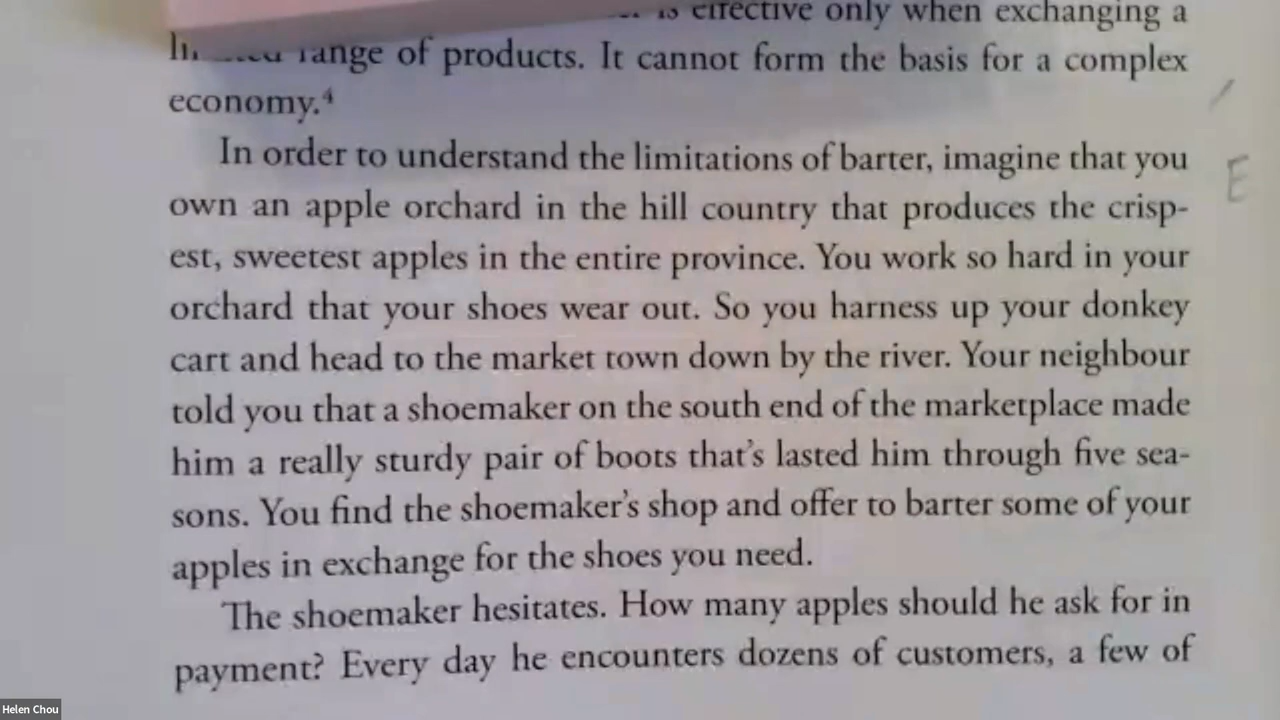 is effective only when exchanging a
range of products. It cannot form the basis for a complex
economy.⁴
In order to understand the limitations of barter, imagine that you
own an apple orchard in the hill country that produces the crisp-
est, sweetest apples in the entire province. You work so hard in your
orchard that your shoes wear out. So you harness up your donkey
cart and head to the market town down by the river. Your neighbour
told you that a shoemaker on the south end of the marketplace made
him a really sturdy pair of boots that's lasted him through five sea-
sons. You find the shoemaker's shop and offer to barter some of your
apples in exchange for the shoes you need.
The shoemaker hesitates. How many apples should he ask for in
payment? Every day he encounters dozens of customers, a few of
E
Helen Chou